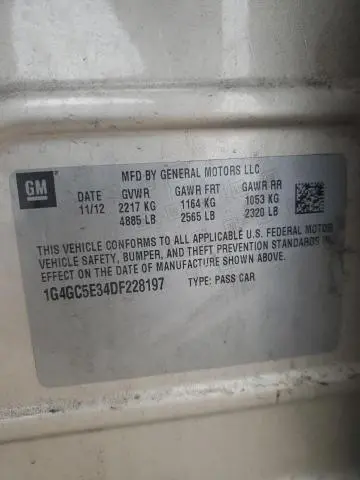 MFD BY GENERAL MOTORS LLC
GM
DATE GVWR GAWR FRT GAWR RR
11/12 2217 KG 1164 KG 1053 KG
4885 LB 2565 LB 2320 LB
THIS VEHICLE CONFORMS TO ALL APPLICABLE U.S. FEDERAL MOTOR
VEHICLE SAFETY, BUMPER, AND THEFT PREVENTION STANDARDS IN
EFFECT ON THE DATE OF MANUFACTURE SHOWN ABOVE.
1G4GC5E34DF228197 TYPE: PASS CAR